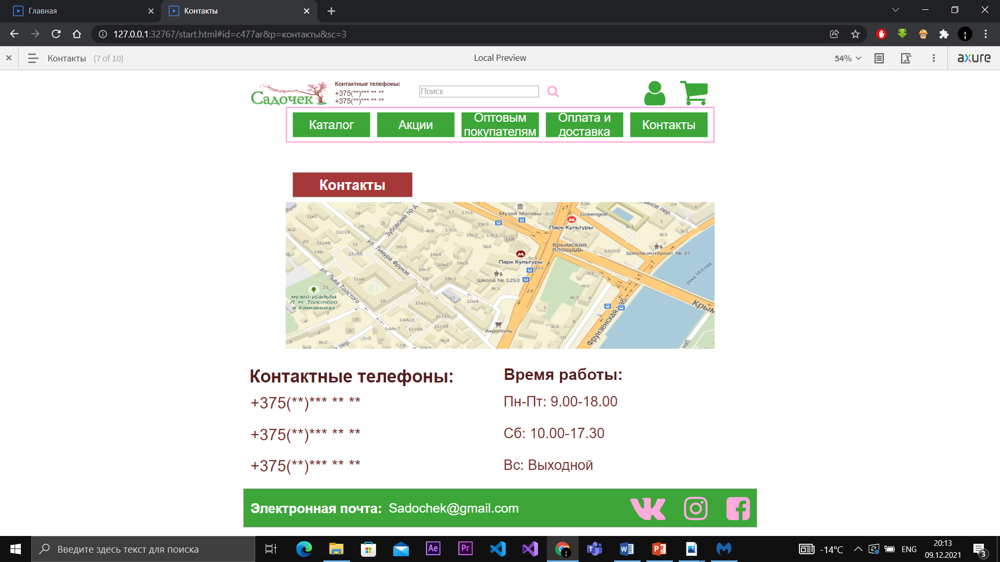 Главная
Контакты
127.0.0.1:32767/start.html#id=c477ar&p=контакты&sc=3
Контакты (7 of 10)
Local Preview
54%
axure
Садочек
Контактные телефоны:
+375(**)*** ** **
+375(**)*** ** **
Поиск
Каталог
Акции
Оптовым
покупателям
Оплата и
доставка
Контакты
Контакты
Музей Москвы
Greengolf
Парк Культуры
Зубовский пр-д
Крымская
площадь
ул. Тимура Фрунзе
Школа-интернат № 37
Парк Культуры
Школа № 1253
река Москва
ул. Льва Толстого
музей-усадьба
Л. Н. Толстого
в Хамовниках
Акрополь
Фрунзенская наб.
Контактные телефоны:
+375(**)*** ** **
+375(**)*** ** **
+375(**)*** ** **
Время работы:
Пн-Пт: 9.00-18.00
Сб: 10.00-17.30
Вс: Выходной
Электронная почта: Sadochek@gmail.com
Введите здесь текст для поиска
Ae
Pr
-14°C
ENG
20:13
09.12.2021
3